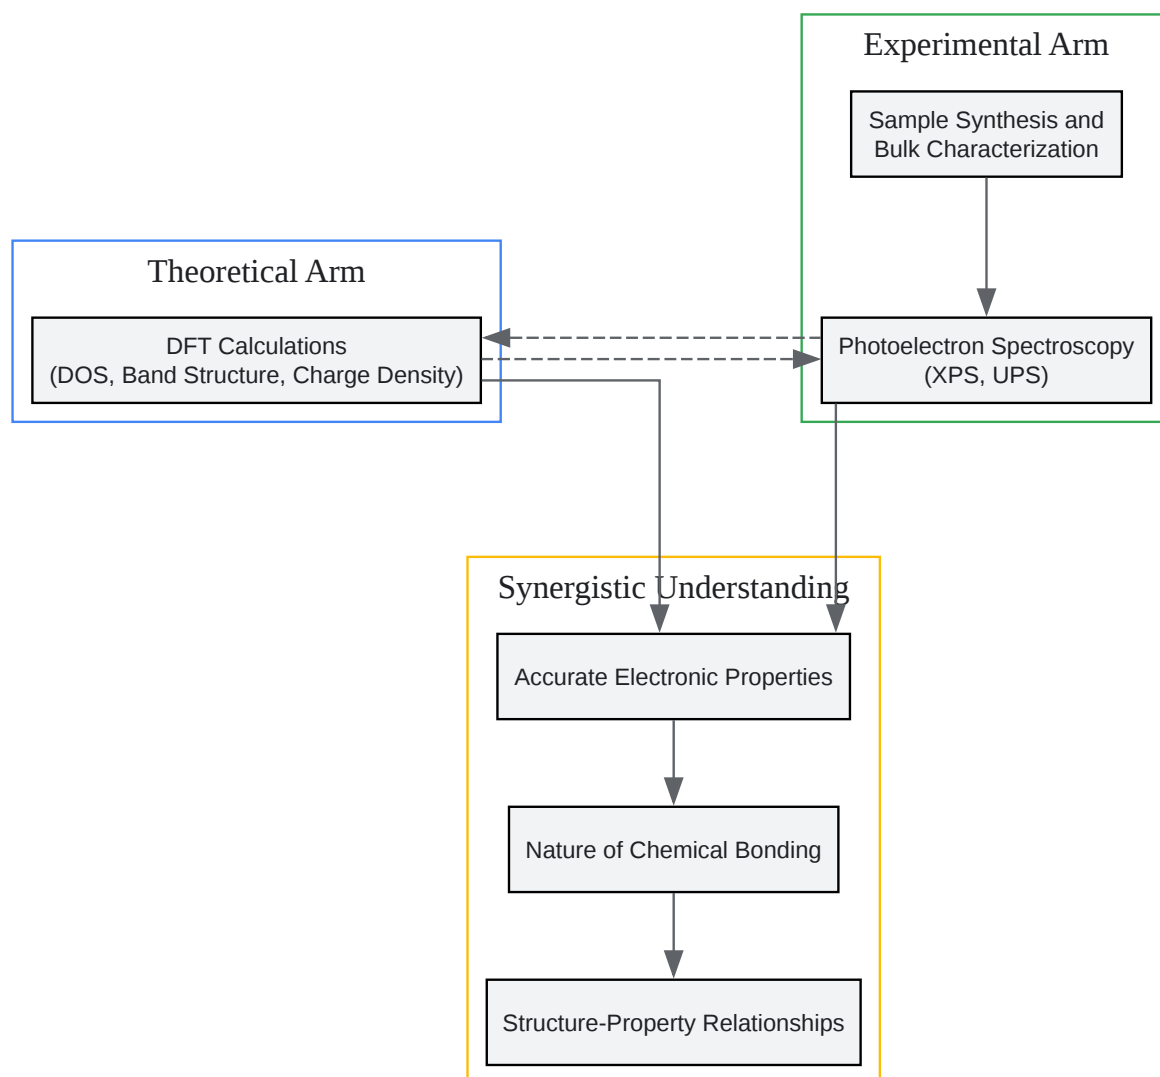 Experimental Arm
Sample Synthesis and
Bulk Characterization
Theoretical Arm
DFT Calculations
(DOS, Band Structure, Charge Density)
Photoelectron Spectroscopy
(XPS, UPS)
Synergistic Understanding
Accurate Electronic Properties
Nature of Chemical Bonding
Structure-Property Relationships